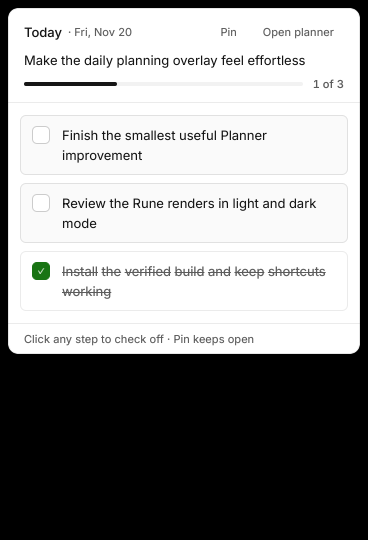 Today · Fri, Nov 20 Pin Open planner
Make the daily planning overlay feel effortless
1 of 3
Finish the smallest useful Planner
improvement
Review the Rune renders in light and dark
mode
Install the verified build and keep shortcuts
working
Click any step to check off · Pin keeps open